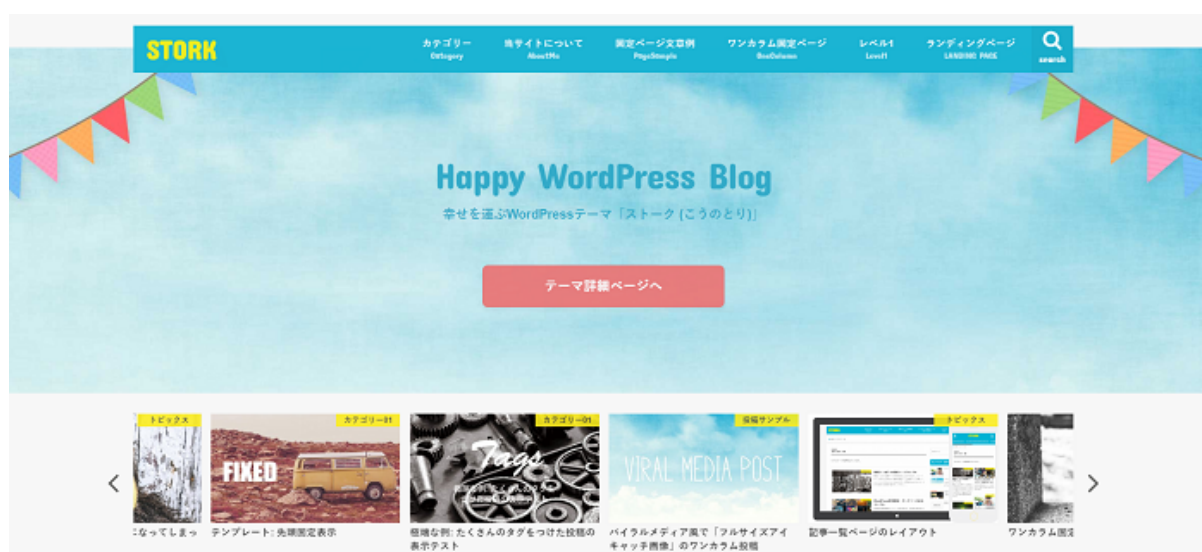 STORK
カテゴリー
Category
当サイトについて
AboutMe
固定ページ文章例
PageSample
ワンカラム固定ページ
OneColumn
レベル1
Level1
ランディングページ
LANDING PAGE
search
Happy WordPress Blog
幸せを運ぶWordPressテーマ「ストーク (こうのとり)」
テーマ詳細ページへ
トピックス
になってしまっ
カテゴリー01
FIXED
テンプレート: 先頭固定表示
カテゴリー01
Tags
極端な例: たくさんのタグをつけた投稿の
表示テスト
投稿サンプル
VIRAL MEDIA POST
バイラルメディア風で「フルサイズアイ
キャッチ画像」のワンカラム投稿
トピックス
STORK
記事一覧ページのレイアウト
ワンカラム固定